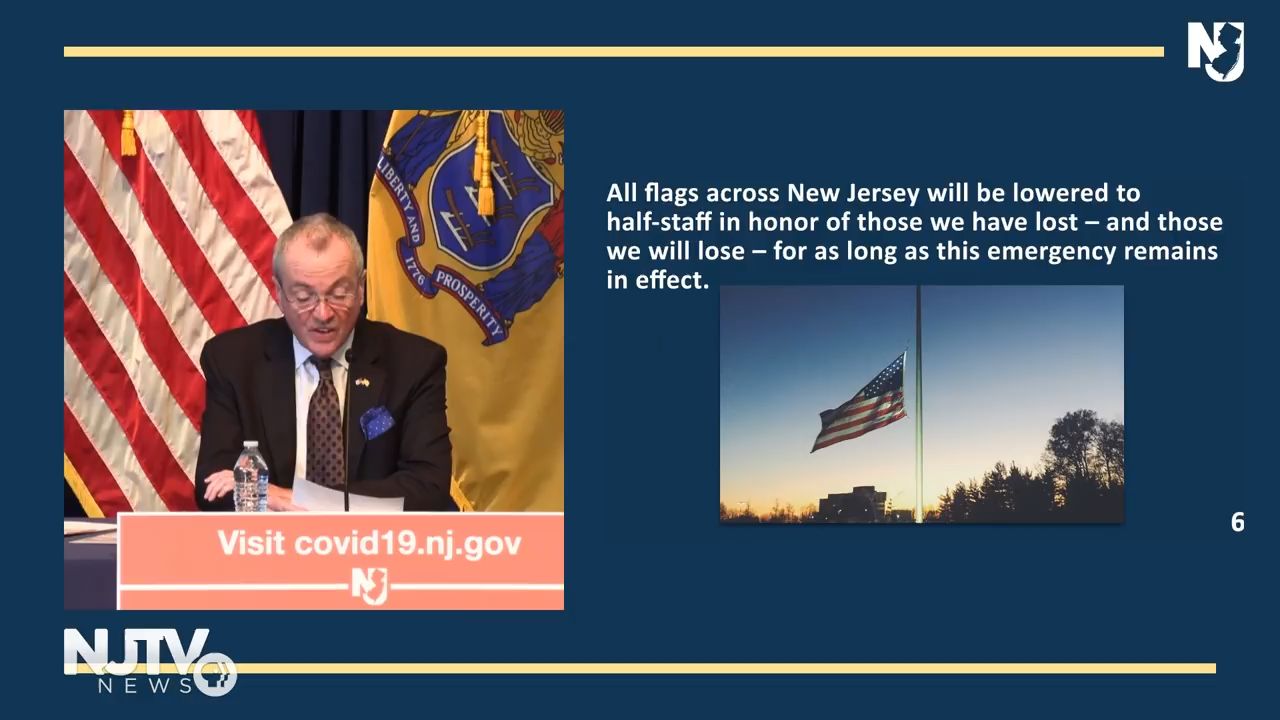 NJ
All flags across New Jersey will be lowered to
half-staff in honor of those we have lost – and those
we will lose – for as long as this emergency remains
in effect.
LIBERTY AND
1776
PROSPERITY
6
Visit covid19.nj.gov
NJ
NJTV
NEWS